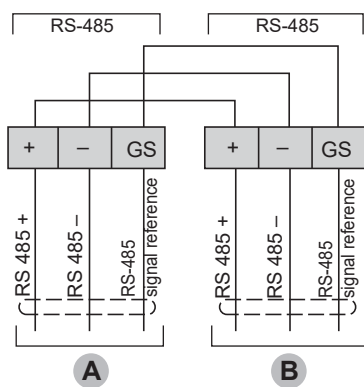 RS-485
RS-485
+ – GS
+ – GS
RS 485 +
RS 485 –
RS-485
signal reference
RS 485 +
RS 485 –
RS-485
signal reference
A
B